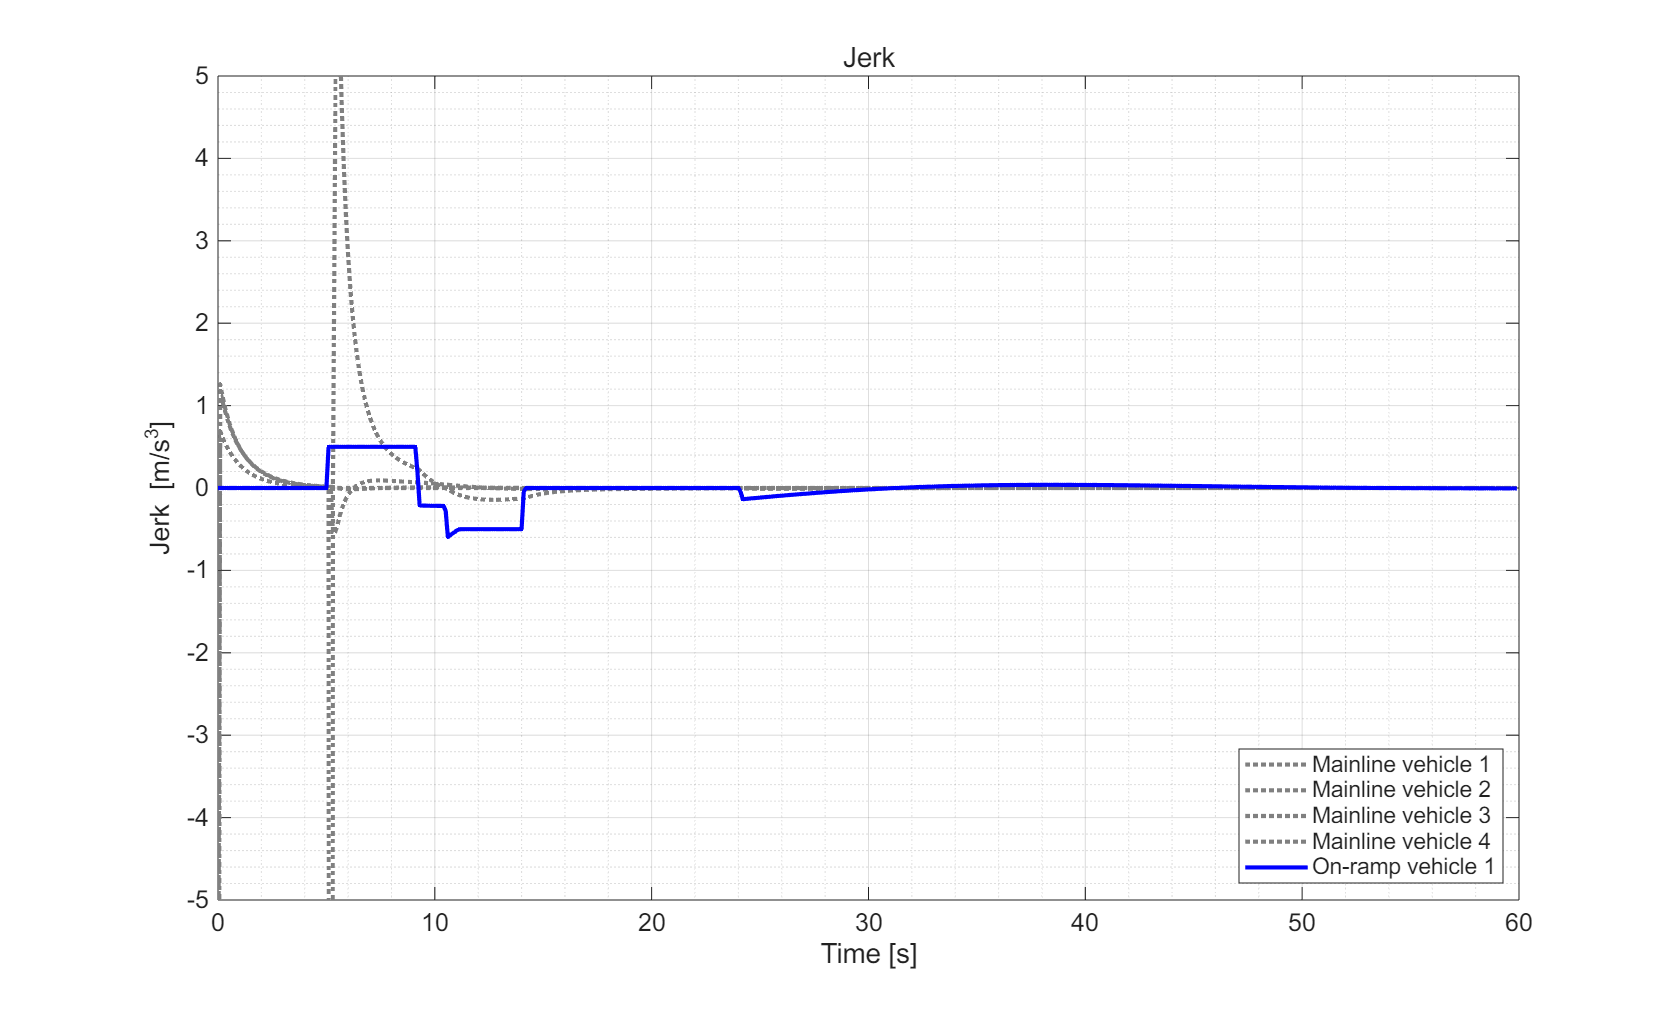 Jerk
5
4
3
2
1
0
-1
-2
-3
-4
-5
Jerk [m/s³]
0 10 20 30 40 50 60
Time [s]
Mainline vehicle 1
Mainline vehicle 2
Mainline vehicle 3
Mainline vehicle 4
On-ramp vehicle 1